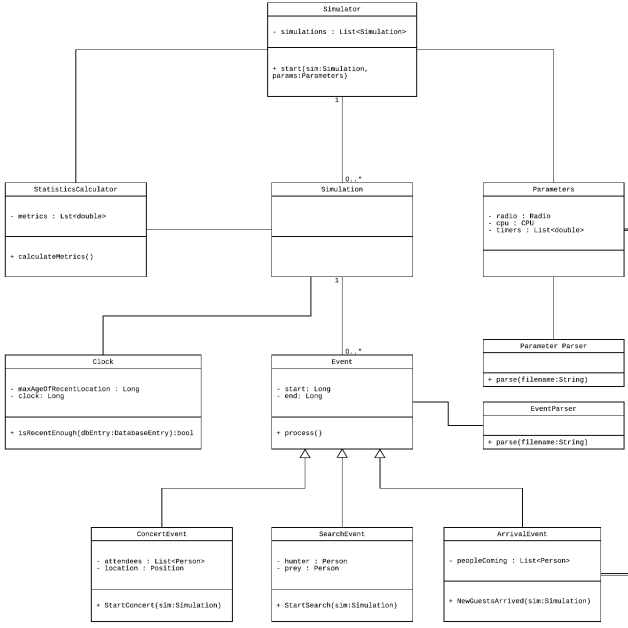 Simulator
- simulations : List<Simulation>
+ start(sim:Simulation,
params:Parameters)
1
0..*
StatisticsCalculator
- metrics : Lst<double>
+ calculateMetrics()
Simulation
1
Parameters
- radio : Radio
- cpu : CPU
- timers : List<double>
Parameter Parser
+ parse(filename:String)
0..*
Clock
- maxAgeOfRecentLocation : Long
- clock: Long
+ isRecentEnough(dbEntry:DatabaseEntry):bool
Event
- start: Long
- end: Long
+ process()
EventParser
+ parse(filename:String)
ConcertEvent
- attendees : List<Person>
- location : Position
+ StartConcert(sim:Simulation)
SearchEvent
- hunter : Person
- prey : Person
+ StartSearch(sim:Simulation)
ArrivalEvent
- peopleComing : List<Person>
+ NewGuestsArrived(sim:Simulation)